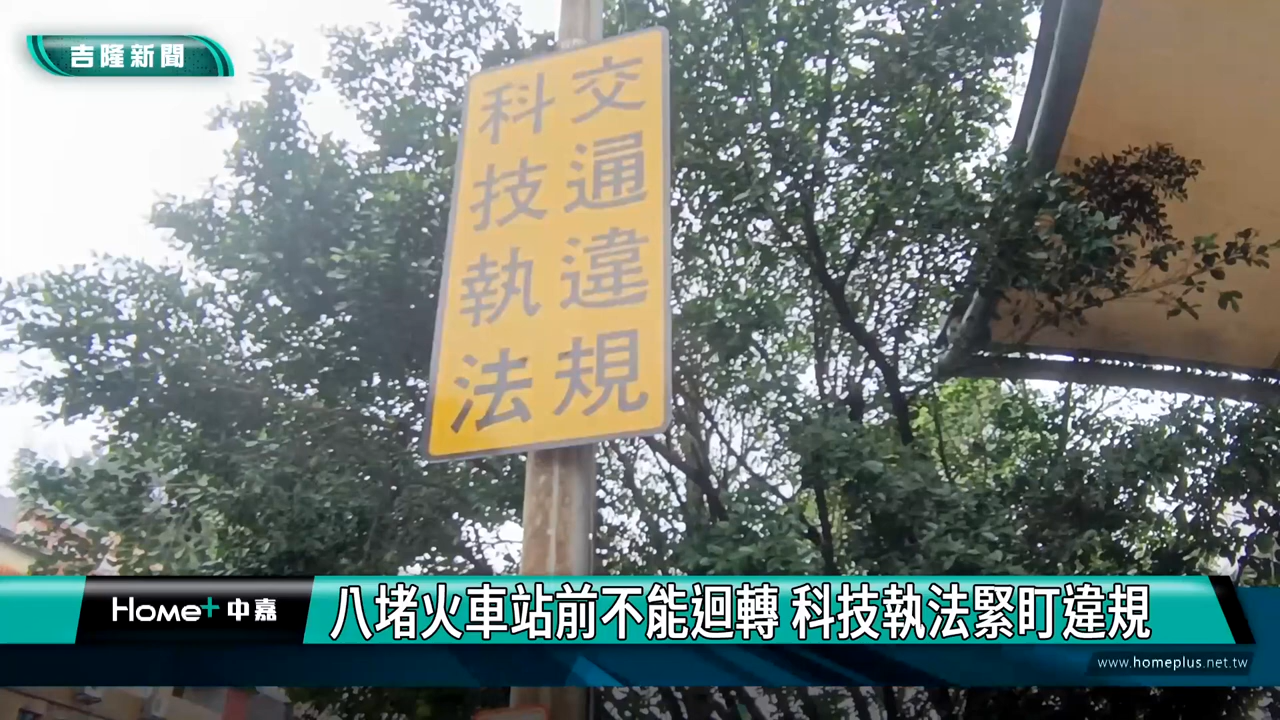 吉隆新聞
交通違規
科技執法
Home+ 中嘉
八堵火車站前不能迴轉 科技執法緊盯違規
www.homeplus.net.tw